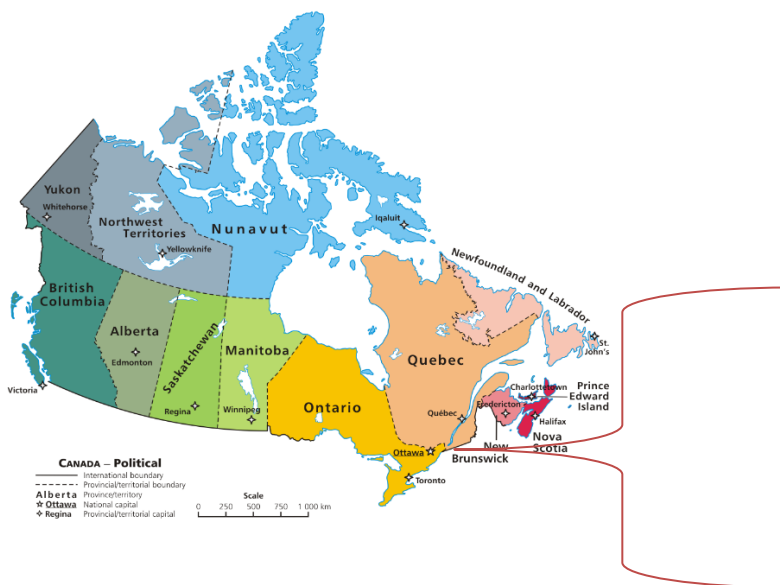 Yukon
Whitehorse
Northwest
Territories
Yellowknife
Nunavut
Iqaluit
British
Columbia
Victoria
Alberta
Edmonton
Saskatchewan
Regina
Manitoba
Winnipeg
Ontario
Ottawa
Toronto
Quebec
Québec
Newfoundland and Labrador
St.
John's
Prince
Edward
Island
Charlottetown
Fredericton
New
Brunswick
Halifax
Nova
Scotia
CANADA – Political
International boundary
Provincial/territorial boundary
Alberta Province/territory
Ottawa National capital
Regina Provincial/territorial capital
Scale
0 250 500 750 1 000 km